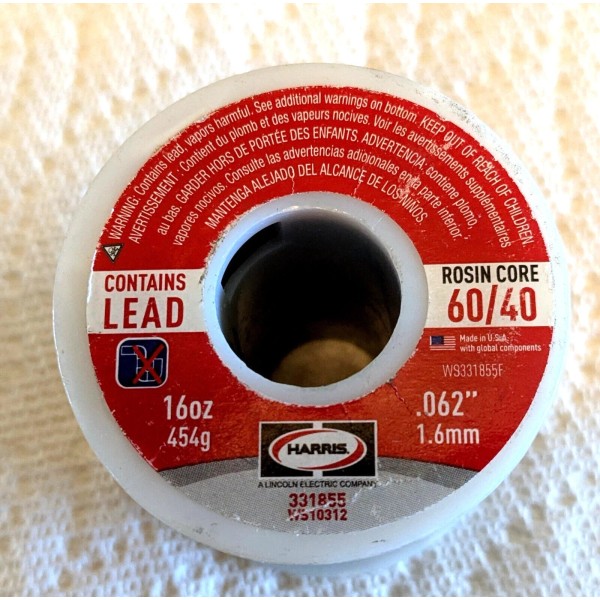 WARNING: Contains lead, vapors harmful. See additional warnings on bottom. KEEP OUT OF REACH OF CHILDREN.
AVERTISSEMENT: Contient du plomb et des vapeurs nocives. Voir les avertissements supplémentaires
au bas. GARDER HORS DE PORTÉE DES ENFANTS. ADVERTENCIA: contiene plomo,
vapores nocivos. Consulte las advertencias adicionales en la parte inferior.
MANTENGA ALEJADO DEL ALCANCE DE LOS NIÑOS.
CONTAINS
LEAD
ROSIN CORE
60/40
Made in U.S.A.
with global components
W9331855F
16oz
454g
.062"
1.6mm
HARRIS.
A LINCOLN ELECTRIC COMPANY
331855
WS10312